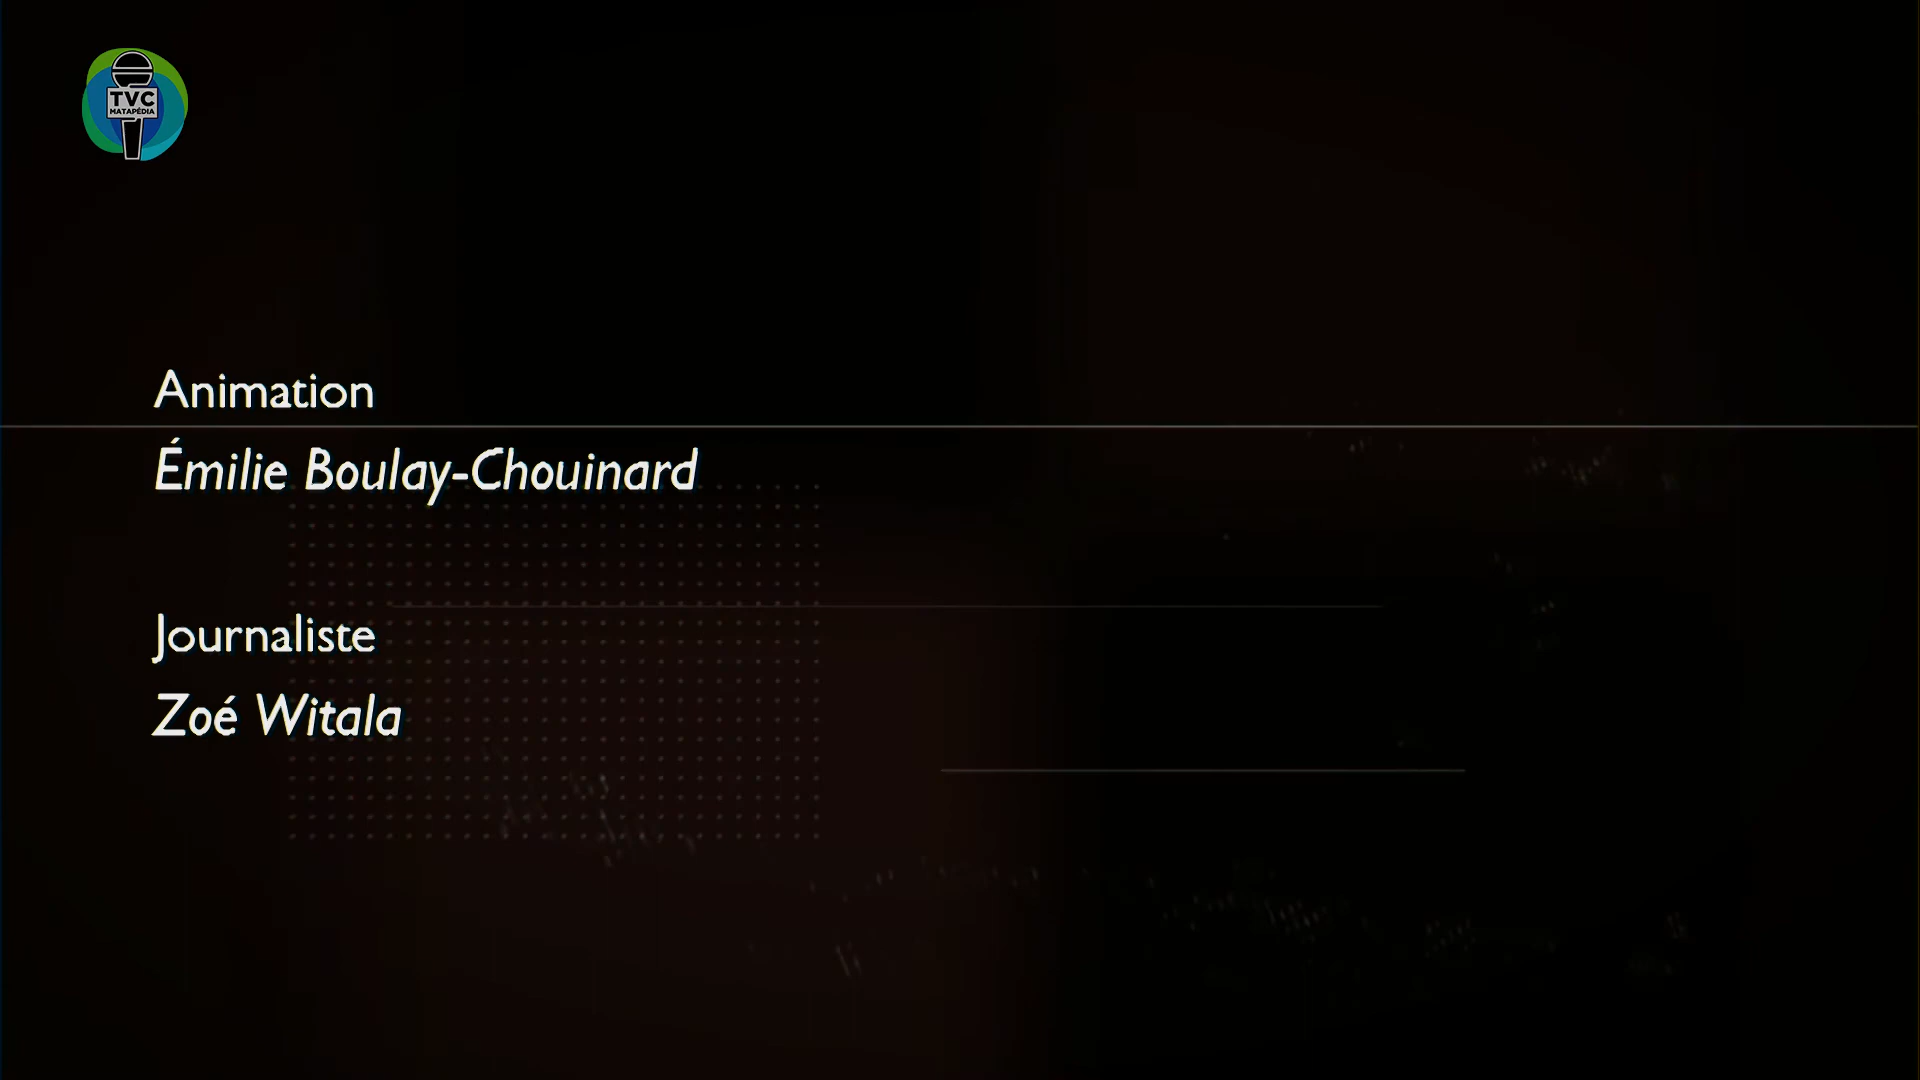 TVC
MATAPÉDIA
Animation
Émilie Boulay-Chouinard
Journaliste
Zoé Witala